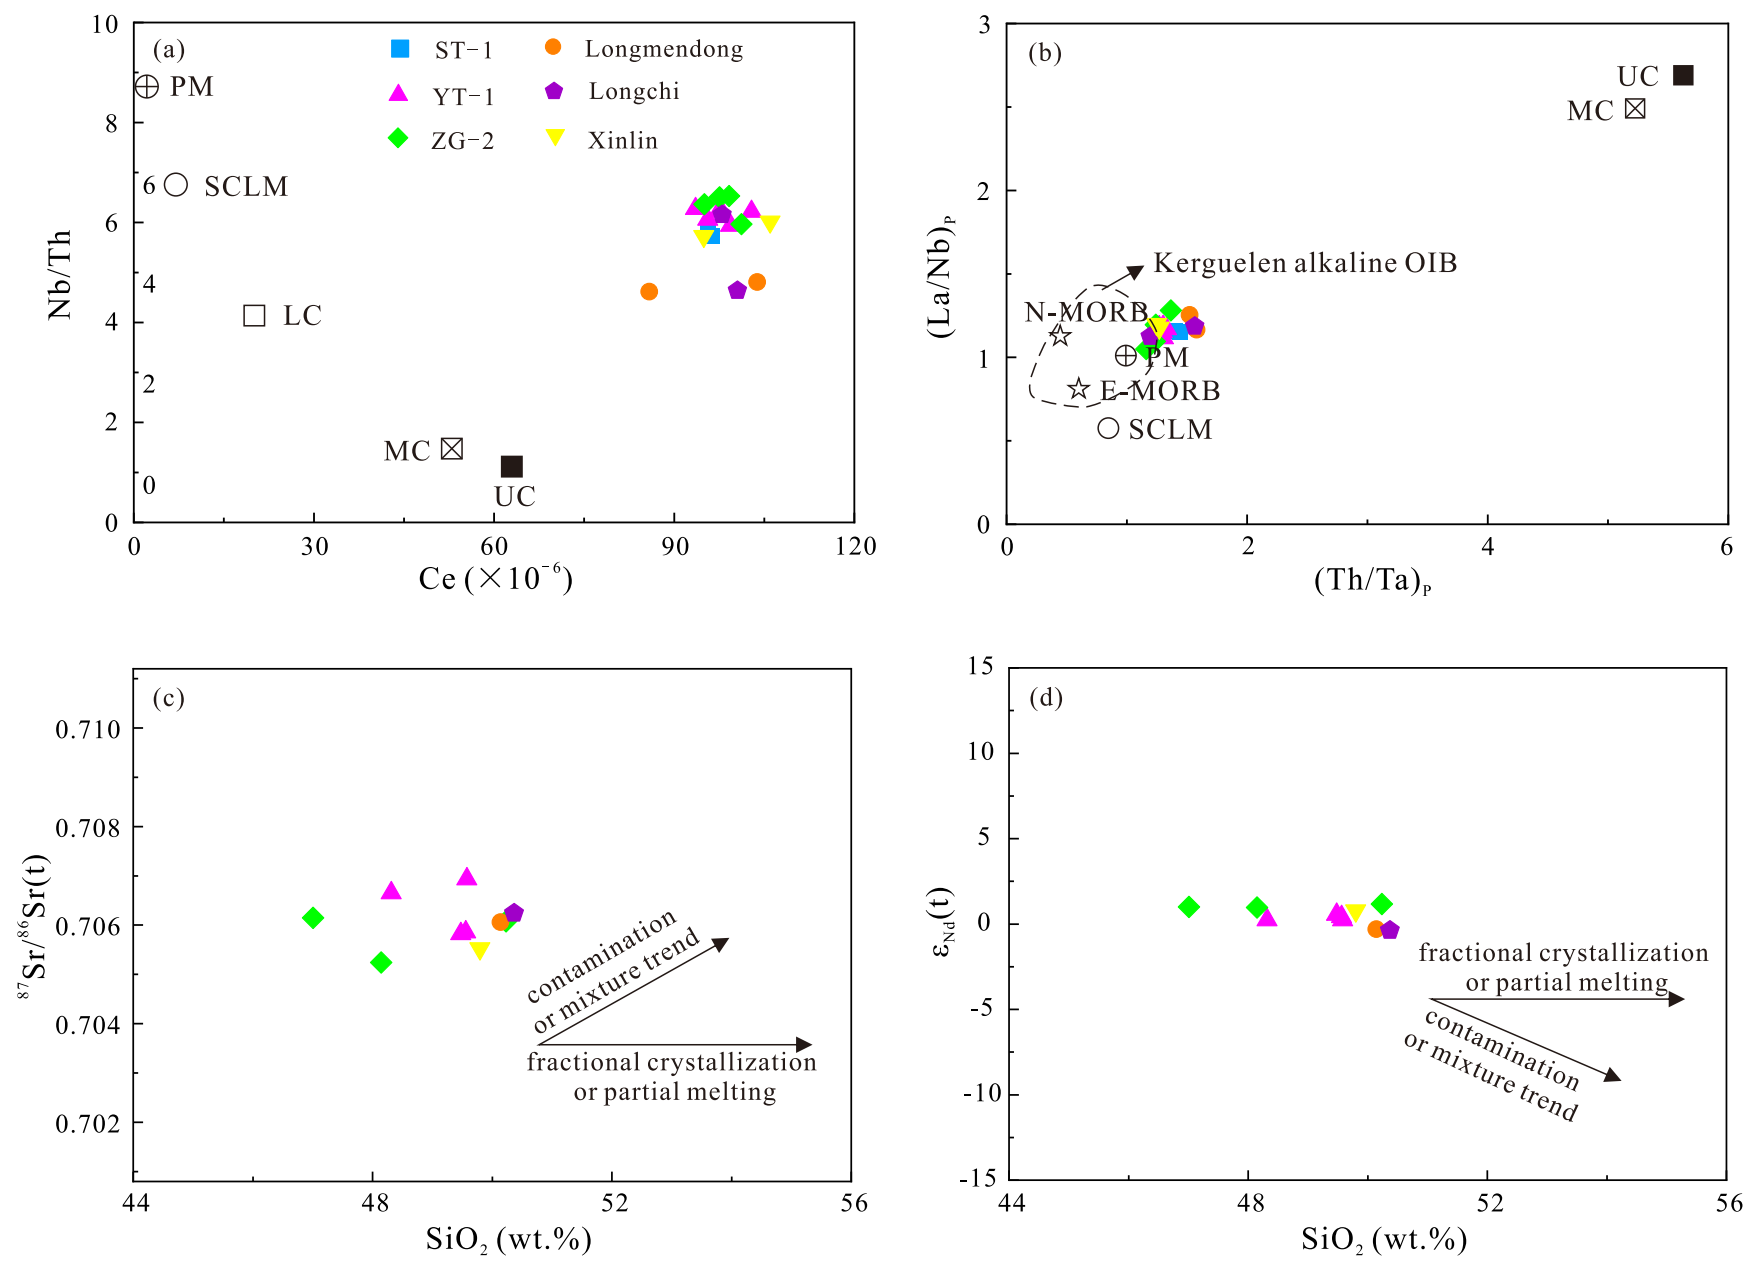 (a)
ST-1
Longmendong
YT-1
Longchi
ZG-2
Xinlin
PM
SCLM
LC
MC
UC
10
8
6
4
2
0
6
4
2
0
Nb/Th
0
30
60
90
120
Ce (×10⁻⁶)
(b)
UC
MC
Kerguelen alkaline OIB
N-MORB
PM
E-MORB
SCLM
3
2
1
0
(La/Nb)ₚ
0
2
4
6
(Th/Ta)ₚ
(c)
0.710
0.708
0.706
0.704
0.702
⁸⁷Sr/⁸⁶Sr(t)
contamination
or mixture trend
fractional crystallization
or partial melting
44
48
52
56
SiO₂ (wt.%)
(d)
15
10
5
0
-5
-10
-15
ε_Nd(t)
fractional crystallization
or partial melting
contamination
or mixture trend
44
48
52
56
SiO₂ (wt.%)